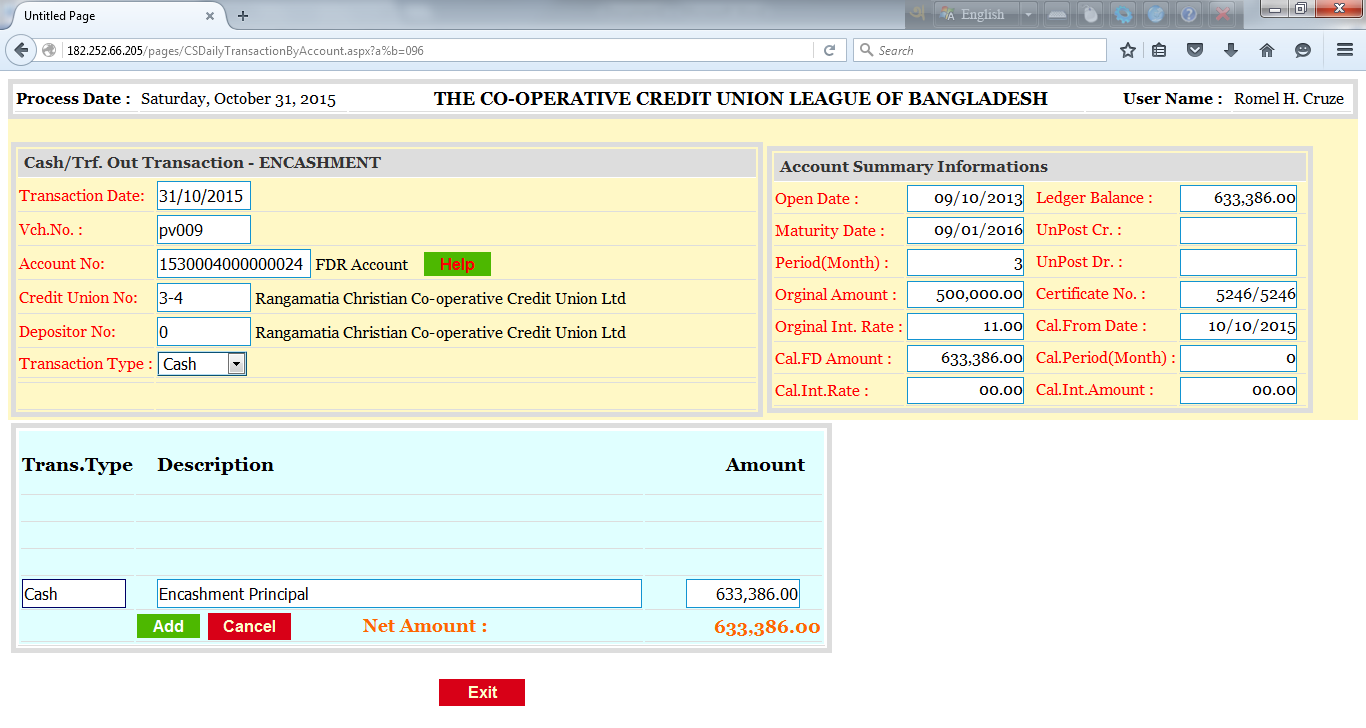 Untitled Page
English
182.252.66.205/pages/CSDailyTransactionByAccount.aspx?a%b=096
Search
Process Date : Saturday, October 31, 2015
THE CO-OPERATIVE CREDIT UNION LEAGUE OF BANGLADESH
User Name : Romel H. Cruze
Cash/Trf. Out Transaction - ENCASHMENT
Transaction Date: 31/10/2015
Vch.No. : pv009
Account No: 1530004000000024 FDR Account Help
Credit Union No: 3-4 Rangamatia Christian Co-operative Credit Union Ltd
Depositor No: 0 Rangamatia Christian Co-operative Credit Union Ltd
Transaction Type : Cash
Account Summary Informations
Open Date : 09/10/2013 Ledger Balance : 633,386.00
Maturity Date : 09/01/2016 UnPost Cr. :
Period(Month) : 3 UnPost Dr. :
Orginal Amount : 500,000.00 Certificate No. : 5246/5246
Orginal Int. Rate : 11.00 Cal.From Date : 10/10/2015
Cal.FD Amount : 633,386.00 Cal.Period(Month) : 0
Cal.Int.Rate : 00.00 Cal.Int.Amount : 00.00
Trans.Type Description Amount
Cash Encashment Principal 633,386.00
Add Cancel Net Amount : 633,386.00
Exit